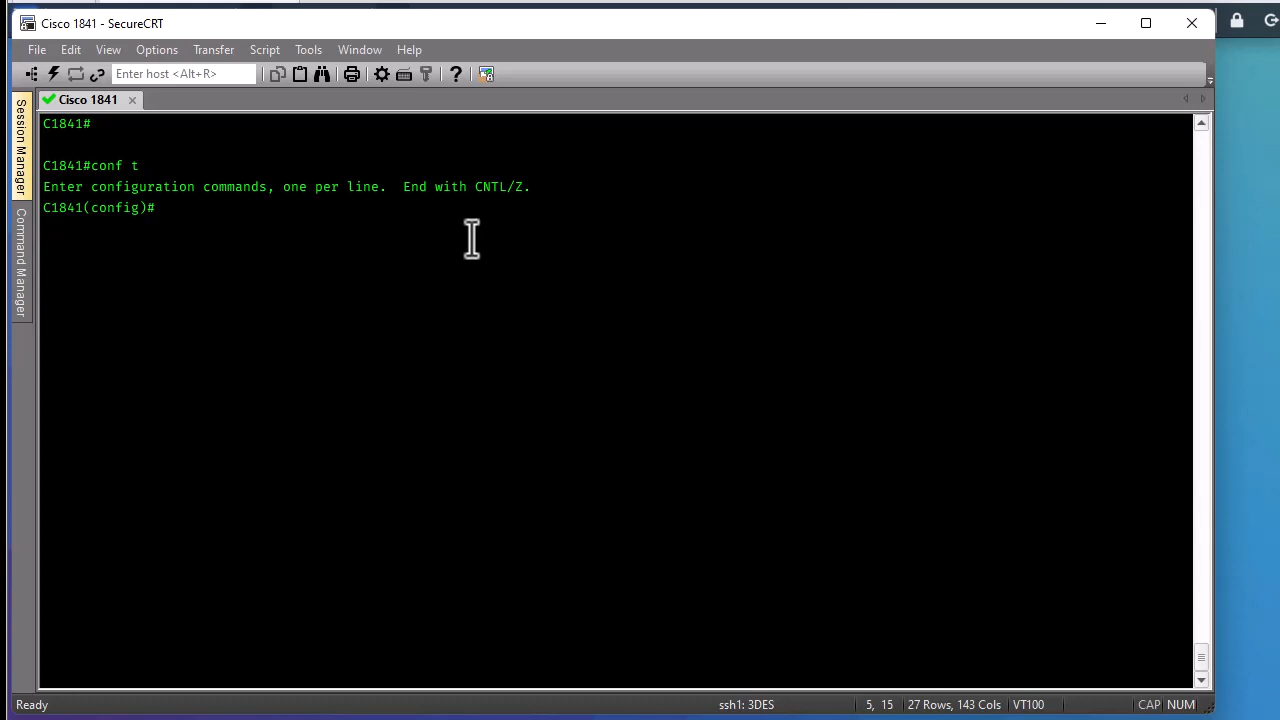 Cisco 1841 - SecureCRT
File Edit View Options Transfer Script Tools Window Help
Enter host <Alt+R>
Session Manager
Command Manager
Cisco 1841
C1841#
C1841#conf t
Enter configuration commands, one per line.  End with CNTL/Z.
C1841(config)#
Ready ssh1: 3DES 5, 15 27 Rows, 143 Cols VT100 CAP NUM